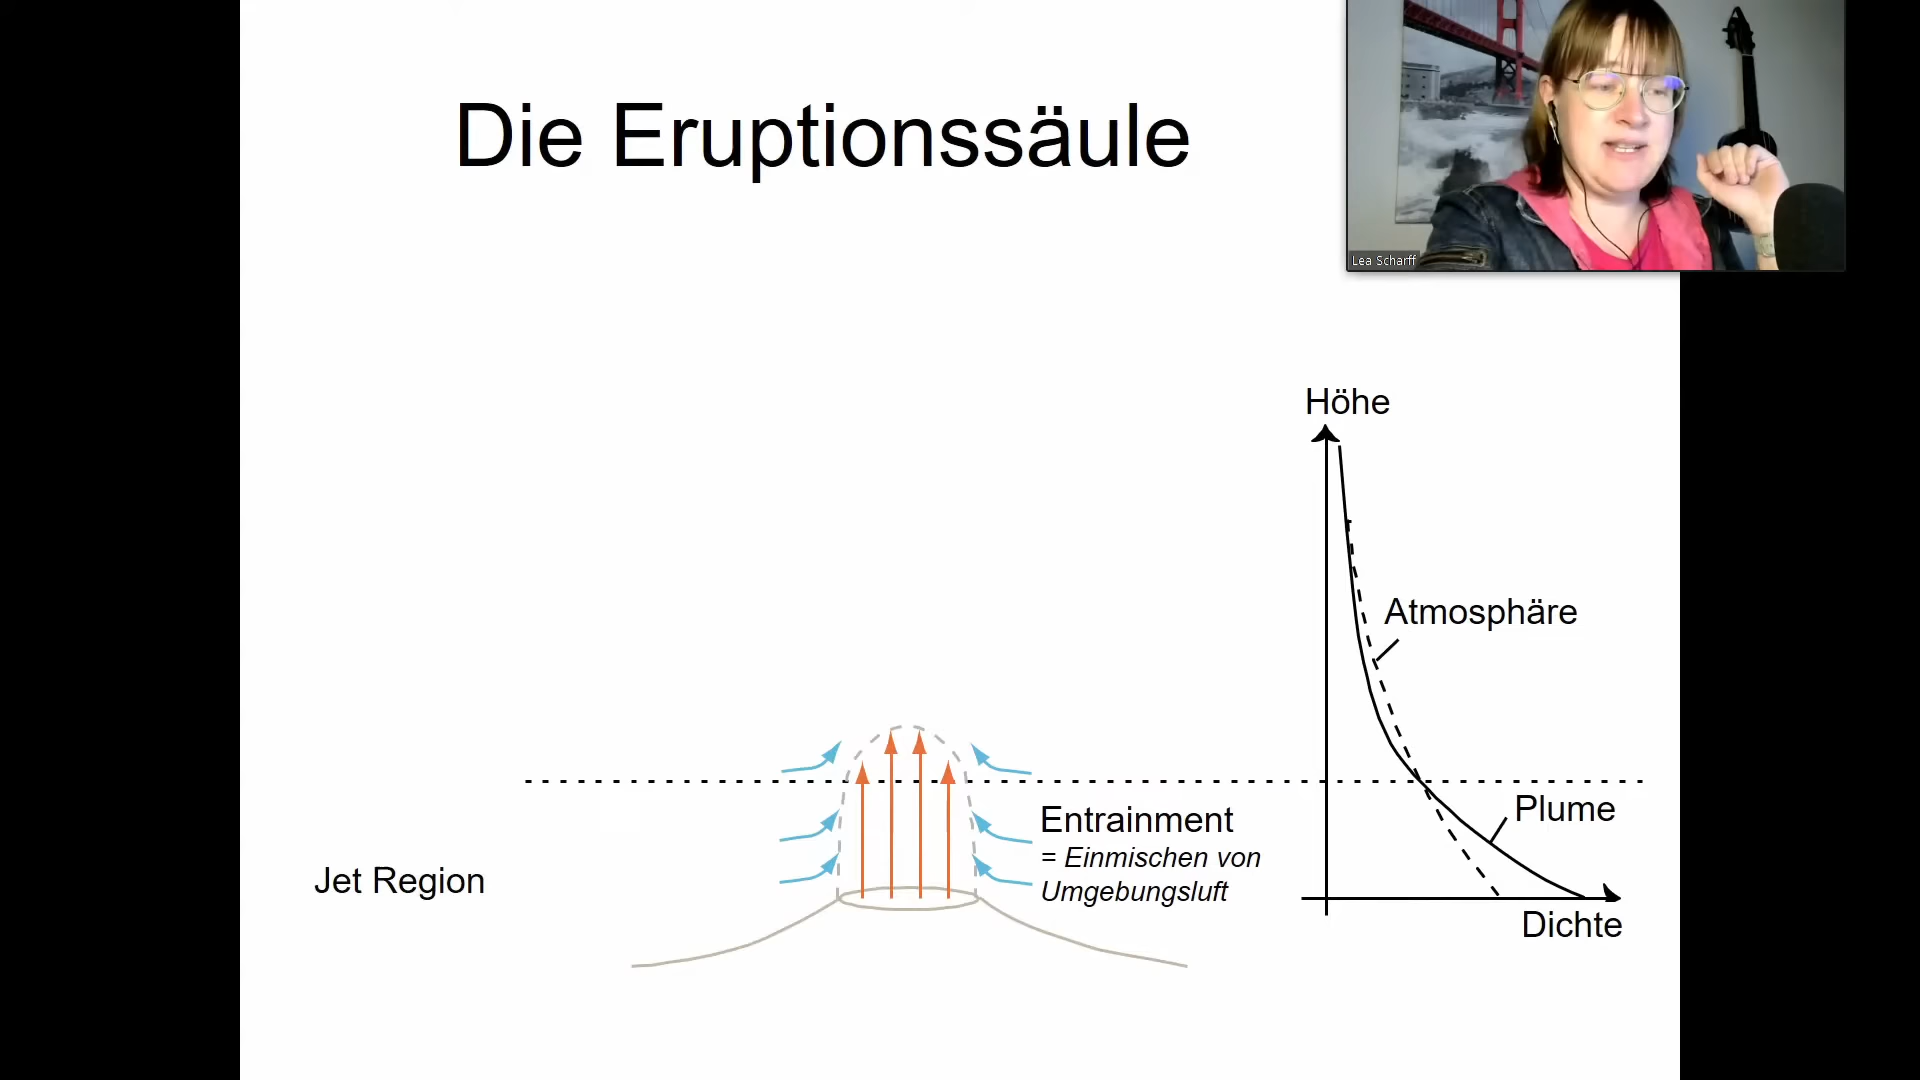 Die Eruptionssäule
Lea Scharff
Höhe
Atmosphäre
Plume
Entrainment
= Einmischen von
Umgebungsluft
Jet Region
Dichte